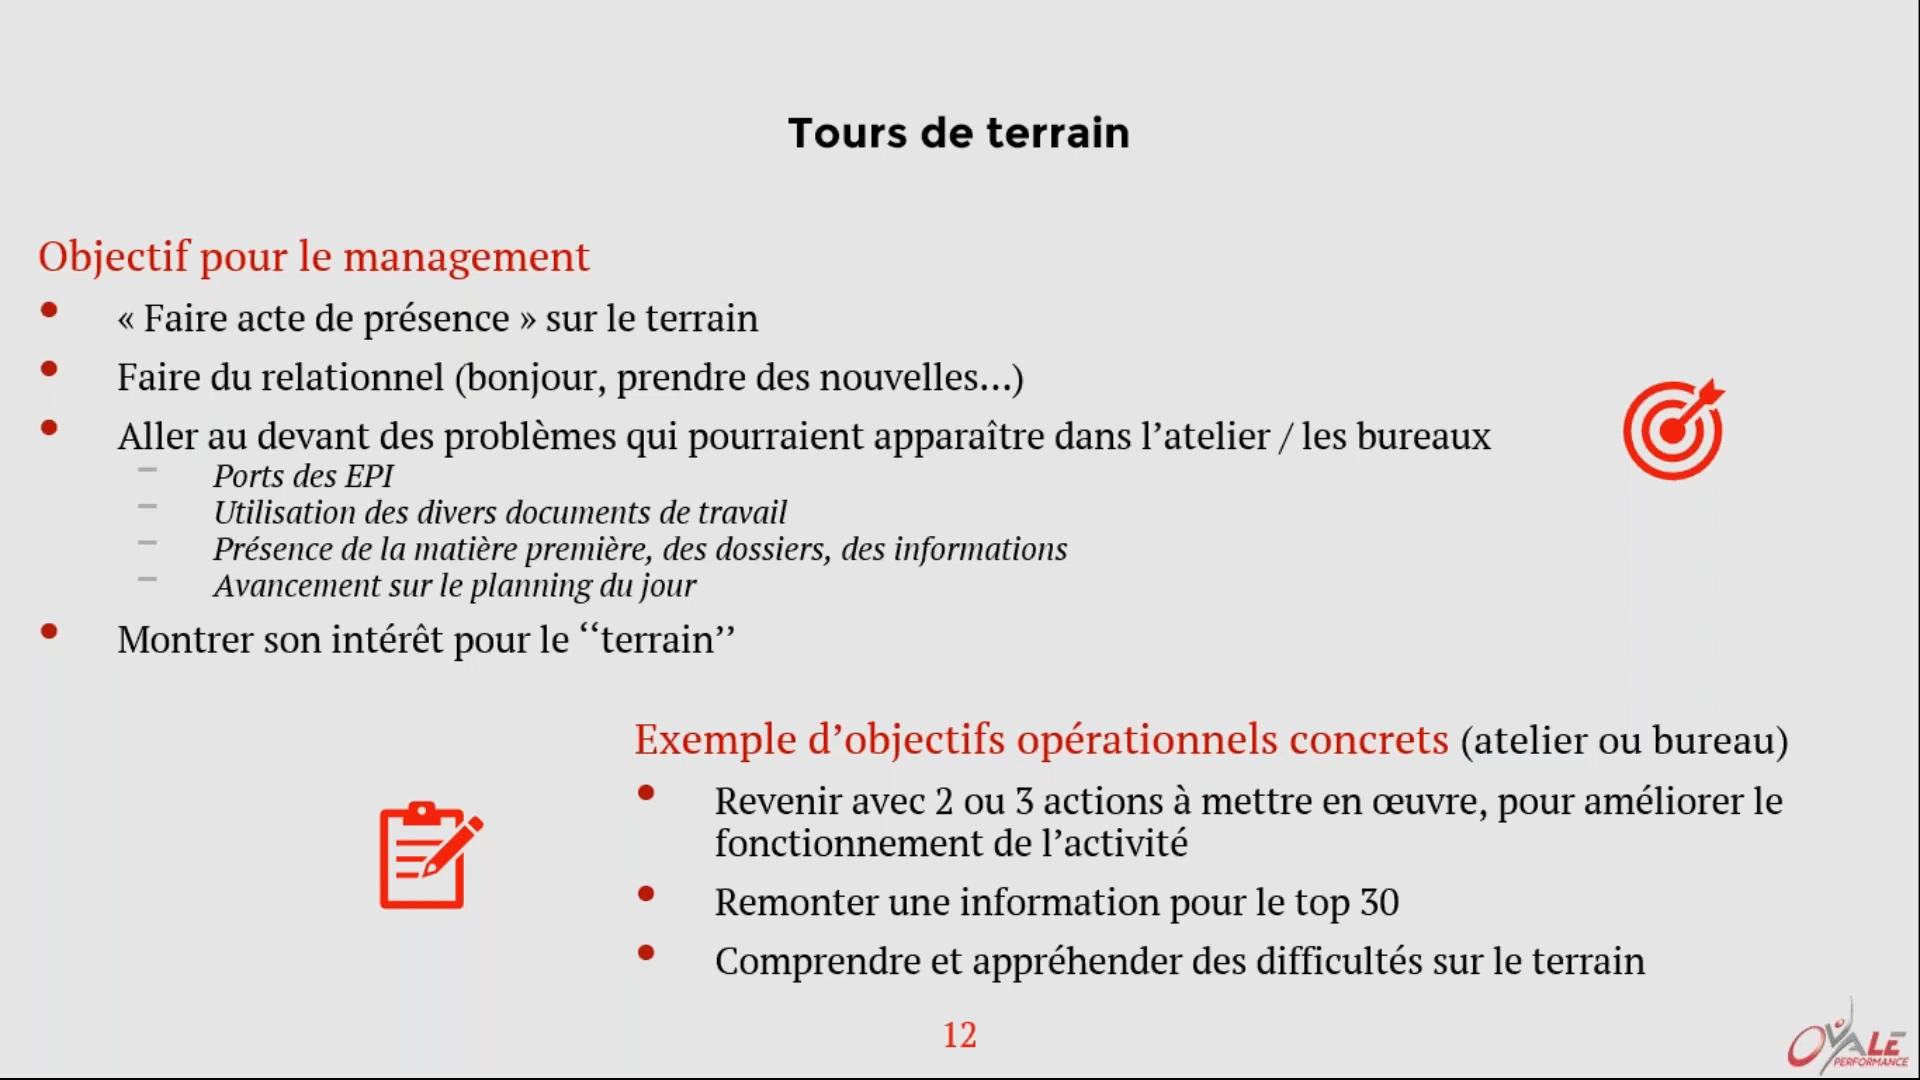 Tours de terrain
Objectif pour le management
• « Faire acte de présence » sur le terrain
• Faire du relationnel (bonjour, prendre des nouvelles…)
• Aller au devant des problèmes qui pourraient apparaître dans l’atelier / les bureaux
– Ports des EPI
– Utilisation des divers documents de travail
– Présence de la matière première, des dossiers, des informations
– Avancement sur le planning du jour
• Montrer son intérêt pour le ‘‘terrain’’
Exemple d’objectifs opérationnels concrets (atelier ou bureau)
• Revenir avec 2 ou 3 actions à mettre en œuvre, pour améliorer le
fonctionnement de l’activité
• Remonter une information pour le top 30
• Comprendre et appréhender des difficultés sur le terrain
12
OVALE
PERFORMANCE